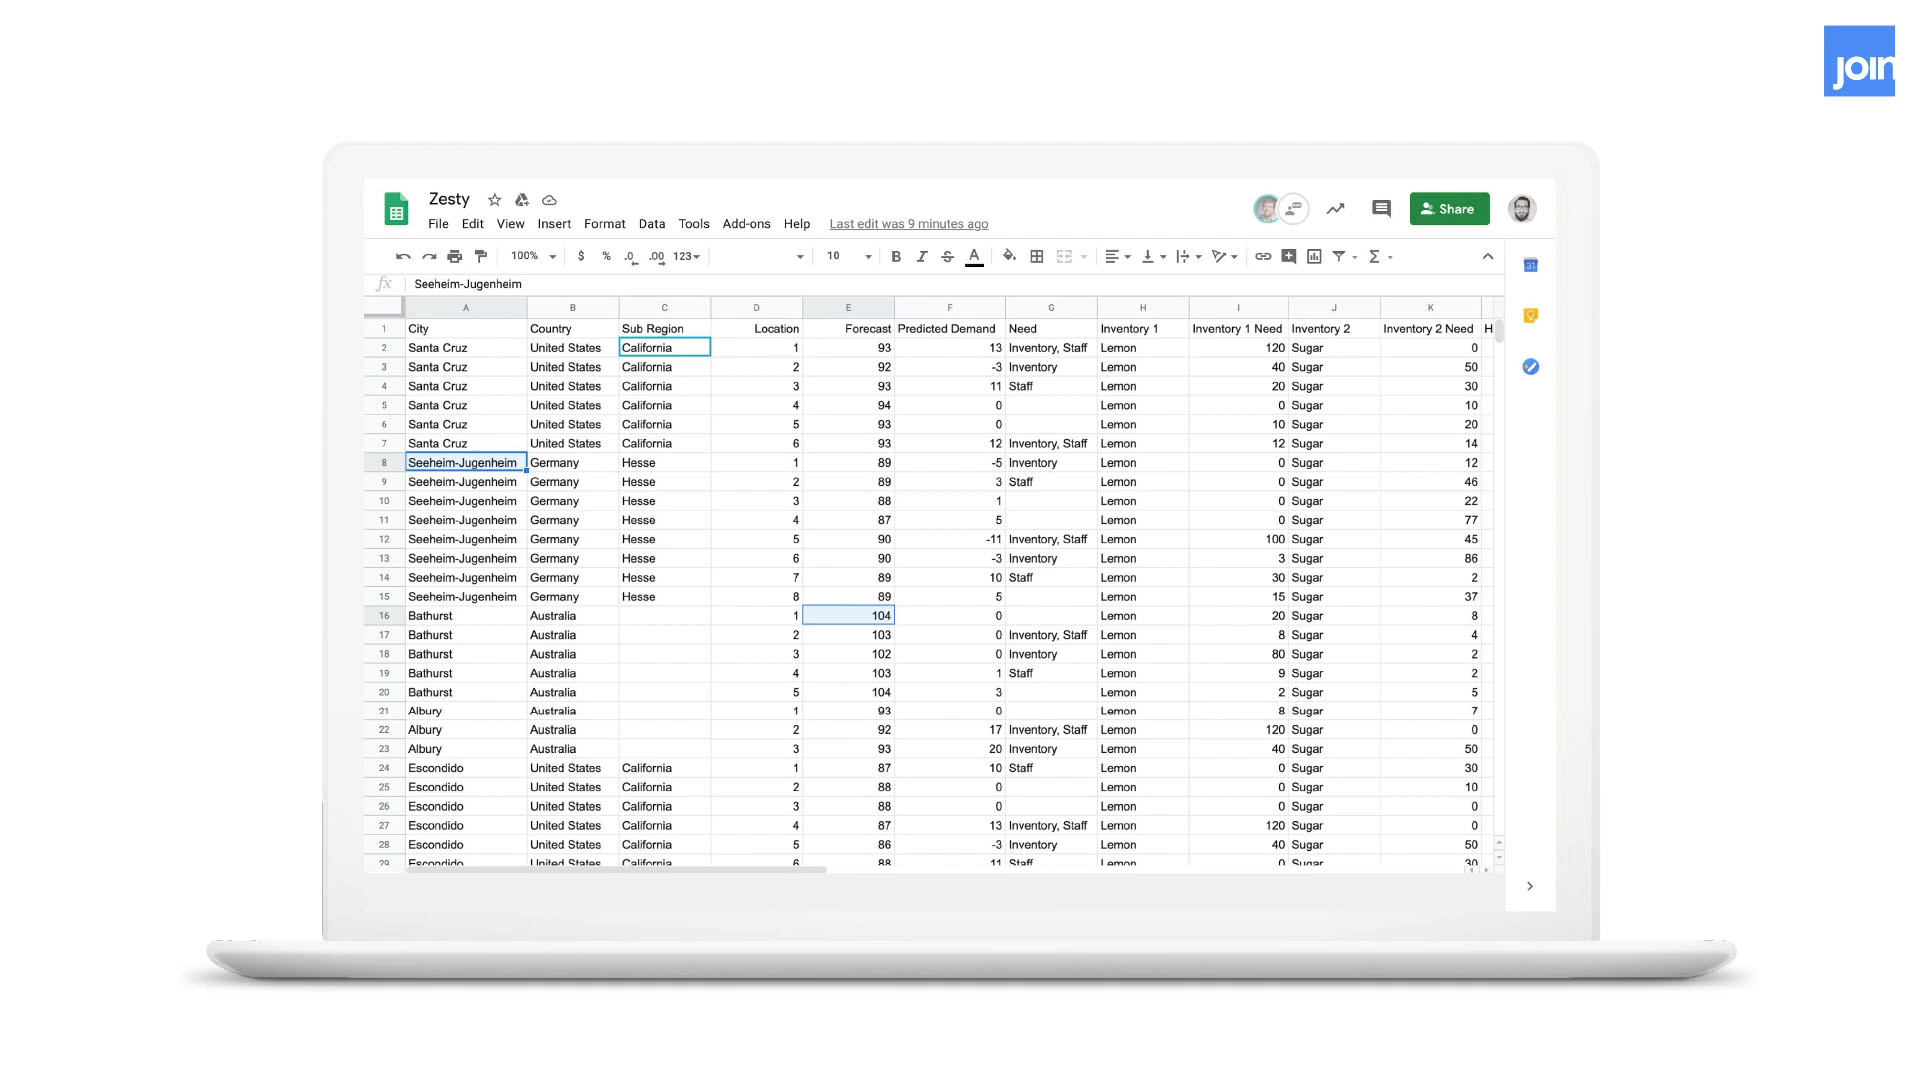 join
Zesty
File Edit View Insert Format Data Tools Add-ons Help Last edit was 9 minutes ago
Share
100% $ % .0 .00 123 10 B I S A
31
fx Seeheim-Jugenheim
A B C D E F G H I J K
1 City Country Sub Region Location Forecast Predicted Demand Need Inventory 1 Inventory 1 Need Inventory 2 Inventory 2 Need H
2 Santa Cruz United States California 1 93 13 Inventory, Staff Lemon 120 Sugar 0
3 Santa Cruz United States California 2 92 -3 Inventory Lemon 40 Sugar 50
4 Santa Cruz United States California 3 93 11 Staff Lemon 20 Sugar 30
5 Santa Cruz United States California 4 94 0 Lemon 0 Sugar 10
6 Santa Cruz United States California 5 93 0 Lemon 10 Sugar 20
7 Santa Cruz United States California 6 93 12 Inventory, Staff Lemon 12 Sugar 14
8 Seeheim-Jugenheim Germany Hesse 1 89 -5 Inventory Lemon 0 Sugar 12
9 Seeheim-Jugenheim Germany Hesse 2 89 3 Staff Lemon 0 Sugar 46
10 Seeheim-Jugenheim Germany Hesse 3 88 1 Lemon 0 Sugar 22
11 Seeheim-Jugenheim Germany Hesse 4 87 5 Lemon 0 Sugar 77
12 Seeheim-Jugenheim Germany Hesse 5 90 -11 Inventory, Staff Lemon 100 Sugar 45
13 Seeheim-Jugenheim Germany Hesse 6 90 -3 Inventory Lemon 3 Sugar 86
14 Seeheim-Jugenheim Germany Hesse 7 89 10 Staff Lemon 30 Sugar 2
15 Seeheim-Jugenheim Germany Hesse 8 89 5 Lemon 15 Sugar 37
16 Bathurst Australia 1 104 0 Lemon 20 Sugar 8
17 Bathurst Australia 2 103 0 Inventory, Staff Lemon 8 Sugar 4
18 Bathurst Australia 3 102 0 Inventory Lemon 80 Sugar 2
19 Bathurst Australia 4 103 1 Staff Lemon 9 Sugar 2
20 Bathurst Australia 5 104 3 Lemon 2 Sugar 5
21 Albury Australia 1 93 0 Lemon 8 Sugar 7
22 Albury Australia 2 92 17 Inventory, Staff Lemon 120 Sugar 0
23 Albury Australia 3 93 20 Inventory Lemon 40 Sugar 50
24 Escondido United States California 1 87 10 Staff Lemon 0 Sugar 30
25 Escondido United States California 2 88 0 Lemon 0 Sugar 10
26 Escondido United States California 3 88 0 Lemon 0 Sugar 0
27 Escondido United States California 4 87 13 Inventory, Staff Lemon 120 Sugar 0
28 Escondido United States California 5 86 -3 Inventory Lemon 40 Sugar 50
29 Escondido United States California 6 88 11 Staff Lemon 0 Sugar 30